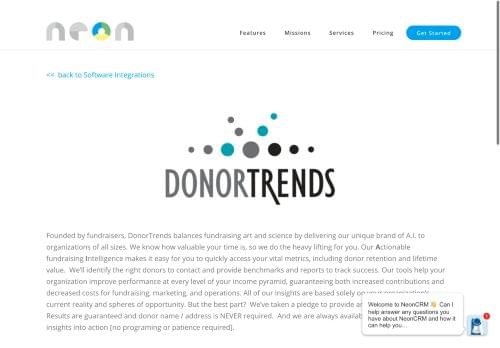 neon
Features Missions Services Pricing Get Started
<< back to Software Integrations
DONORTRENDS
Founded by fundraisers, DonorTrends balances fundraising art and science by delivering our unique brand of A.I. to
organizations of all sizes. We know how valuable your time is, so we do the heavy lifting for you. Our Actionable
fundraising Intelligence makes it easy for you to quickly access your vital metrics, including donor retention and lifetime
value. We'll identify the right donors to contact and provide benchmarks and reports to track success. Our tools help your
organization improve performance at every level of your income pyramid, guaranteeing both increased contributions and
decreased costs for fundraising, marketing, and operations. All of our insights are based solely on your organization's
current reality and spheres of opportunity. But the best part? We've taken a pledge to provide
Results are guaranteed and donor name / address is NEVER required. And we are always
insights into action [no programing or patience required].
Welcome to NeonCRM 👋 Can I
help answer any questions you
have about NeonCRM and how it
can help you...
1